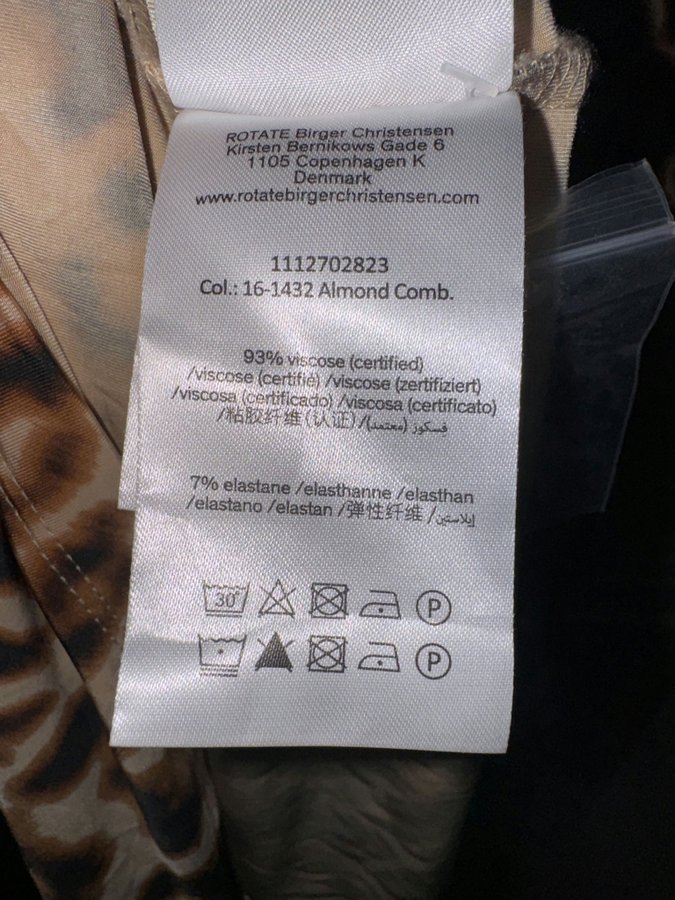 ROTATE Birger Christensen
Kirsten Bernikows Gade 6
1105 Copenhagen K
Denmark
www.rotatebirgerchristensen.com
1112702823
Col.: 16-1432 Almond Comb.
93% viscose (certified)
/viscose (certifié) /viscose (zertifiziert)
/viscosa (certificado) /viscosa (certificato)
/粘胶纤维(认证)/فسكوز (معتمد)
7% elastane /elasthanne /elasthan
/elastano /elastan /弹性纤维 /إيلاستين
30° P
P